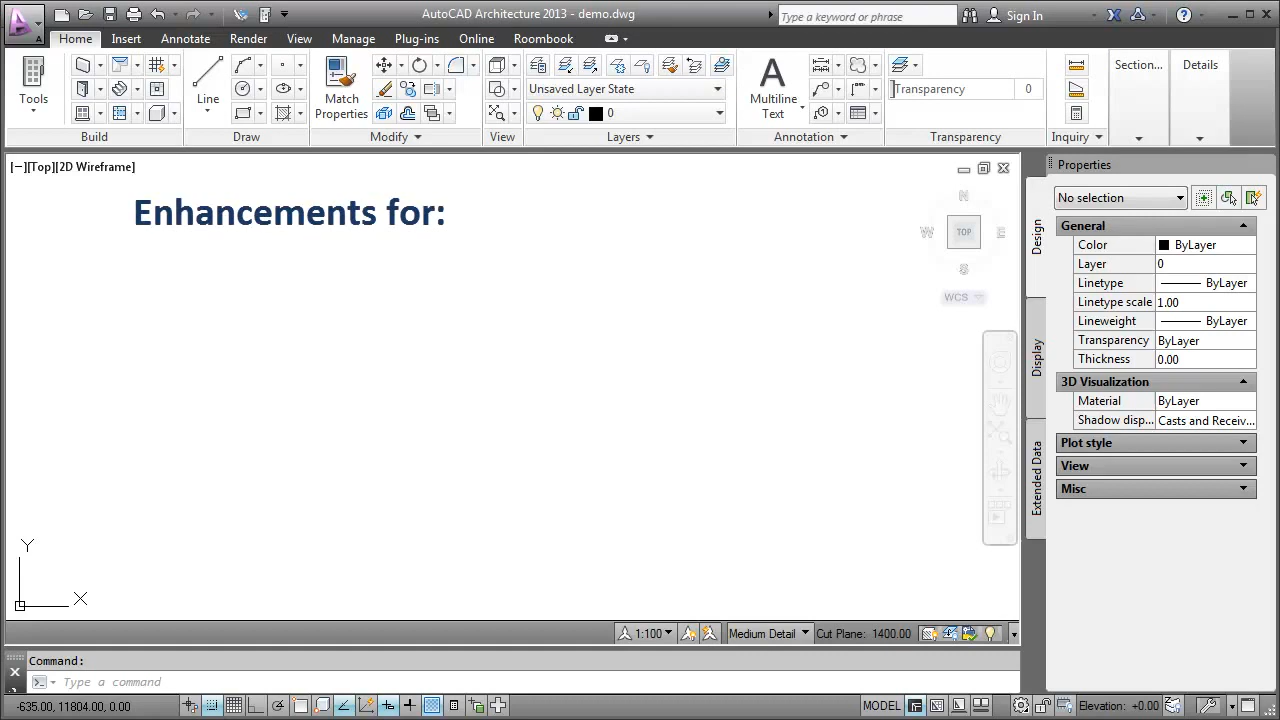 AutoCAD Architecture 2013 - demo.dwg
Type a keyword or phrase
Sign In
Home Insert Annotate Render View Manage Plug-ins Online Roombook
Tools
Line
Match
Properties
Unsaved Layer State
0
Multiline
Text
Transparency 0
Section...
Details
Build Draw Modify View Layers Annotation Transparency Inquiry
[−][Top][2D Wireframe]
Enhancements for:
N
W TOP E
S
WCS
Y
X
Properties
No selection
General
Color ByLayer
Layer 0
Linetype ByLayer
Linetype scale 1.00
Lineweight ByLayer
Transparency ByLayer
Thickness 0.00
3D Visualization
Material ByLayer
Shadow disp... Casts and Receiv...
Plot style
View
Misc
Design
Display
Extended Data
1:100 Medium Detail Cut Plane: 1400.00
Command:
Type a command
-635.00, 11804.00, 0.00 MODEL Elevation: +0.00